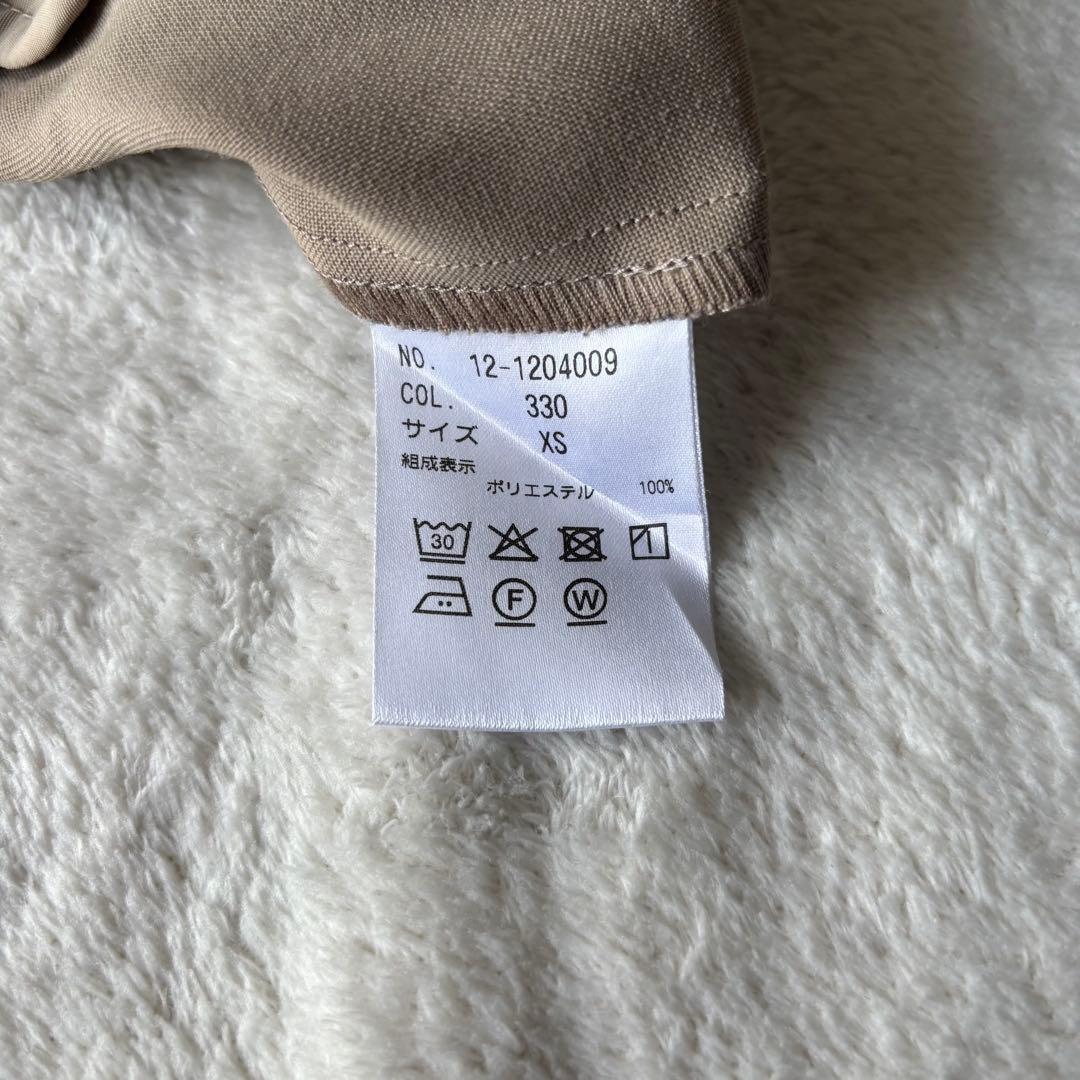 NO. 12-1204009
COL. 330
サイズ XS
組成表示
ポリエステル 100%
30
F W